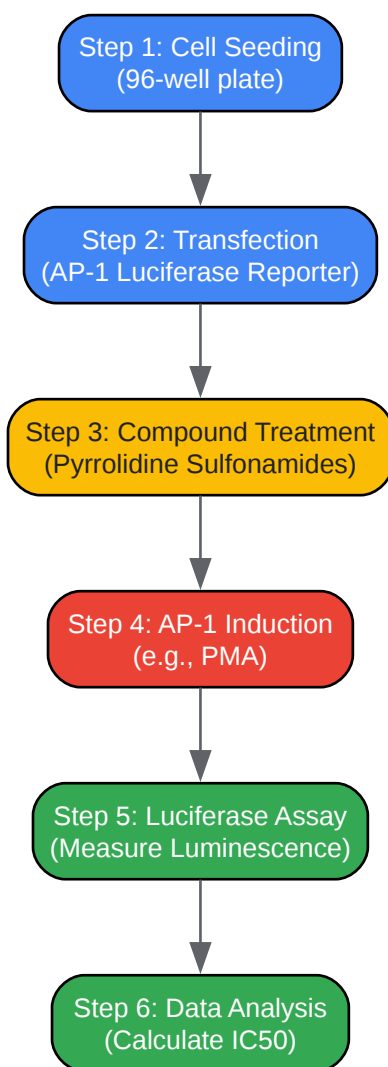 Step 1: Cell Seeding
(96-well plate)
Step 2: Transfection
(AP-1 Luciferase Reporter)
Step 3: Compound Treatment
(Pyrrolidine Sulfonamides)
Step 4: AP-1 Induction
(e.g., PMA)
Step 5: Luciferase Assay
(Measure Luminescence)
Step 6: Data Analysis
(Calculate IC50)